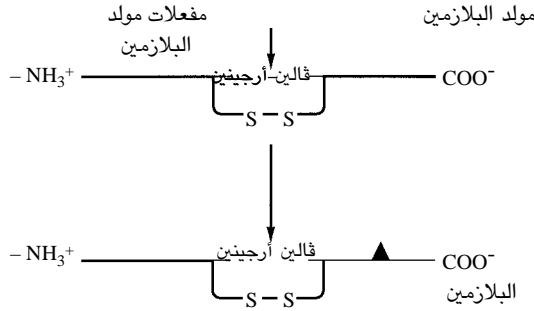 مولد البلازمين
مفعلات مولد
البلازمين
– NH₃⁺ ڤالين–أرجينين COO⁻
S – S
– NH₃⁺ ڤالين أرجينين COO⁻
البلازمين
S – S